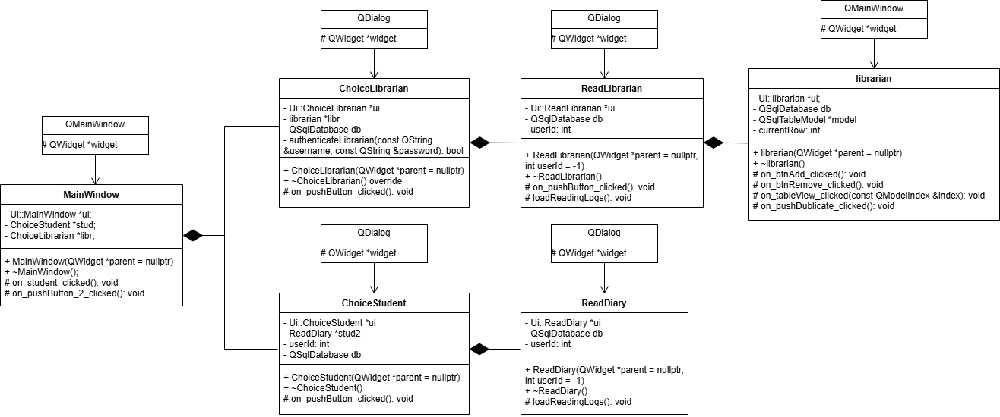 QMainWindow
# QWidget *widget
MainWindow
- Ui::MainWindow *ui;
- ChoiceStudent *stud;
- ChoiceLibrarian *libr;
+ MainWindow(QWidget *parent = nullptr)
+ ~MainWindow();
# on_student_clicked(): void
# on_pushButton_2_clicked(): void
QDialog
# QWidget *widget
ChoiceLibrarian
- Ui::ChoiceLibrarian *ui
- librarian *libr
- QSqlDatabase db
- authenticateLibrarian(const QString
&username, const QString &password): bool
+ ChoiceLibrarian(QWidget *parent = nullptr)
+ ~ChoiceLibrarian() override
# on_pushButton_clicked(): void
QDialog
# QWidget *widget
ReadLibrarian
- Ui::ReadLibrarian *ui
- QSqlDatabase db
- userId: int
+ ReadLibrarian(QWidget *parent = nullptr,
int userId = -1)
+ ~ReadLibrarian()
# on_pushButton_clicked(): void
# loadReadingLogs(): void
QMainWindow
# QWidget *widget
librarian
- Ui::librarian *ui;
- QSqlDatabase db
- QSqlTableModel *model
- currentRow: int
+ librarian(QWidget *parent = nullptr)
+ ~librarian()
# on_btnAdd_clicked(): void
# on_btnRemove_clicked(): void
# on_tableView_clicked(const QModelIndex &index): void
# on_pushDublicate_clicked(): void
QDialog
# QWidget *widget
ChoiceStudent
- Ui::ChoiceStudent *ui
- ReadDiary *stud2
- userId: int
- QSqlDatabase db
+ ChoiceStudent(QWidget *parent = nullptr)
+ ~ChoiceStudent()
# on_pushButton_clicked(): void
QDialog
# QWidget *widget
ReadDiary
- Ui::ReadDiary *ui
- QSqlDatabase db
- userId: int
+ ReadDiary(QWidget *parent = nullptr,
int userId = -1)
+ ~ReadDiary()
# loadReadingLogs(): void